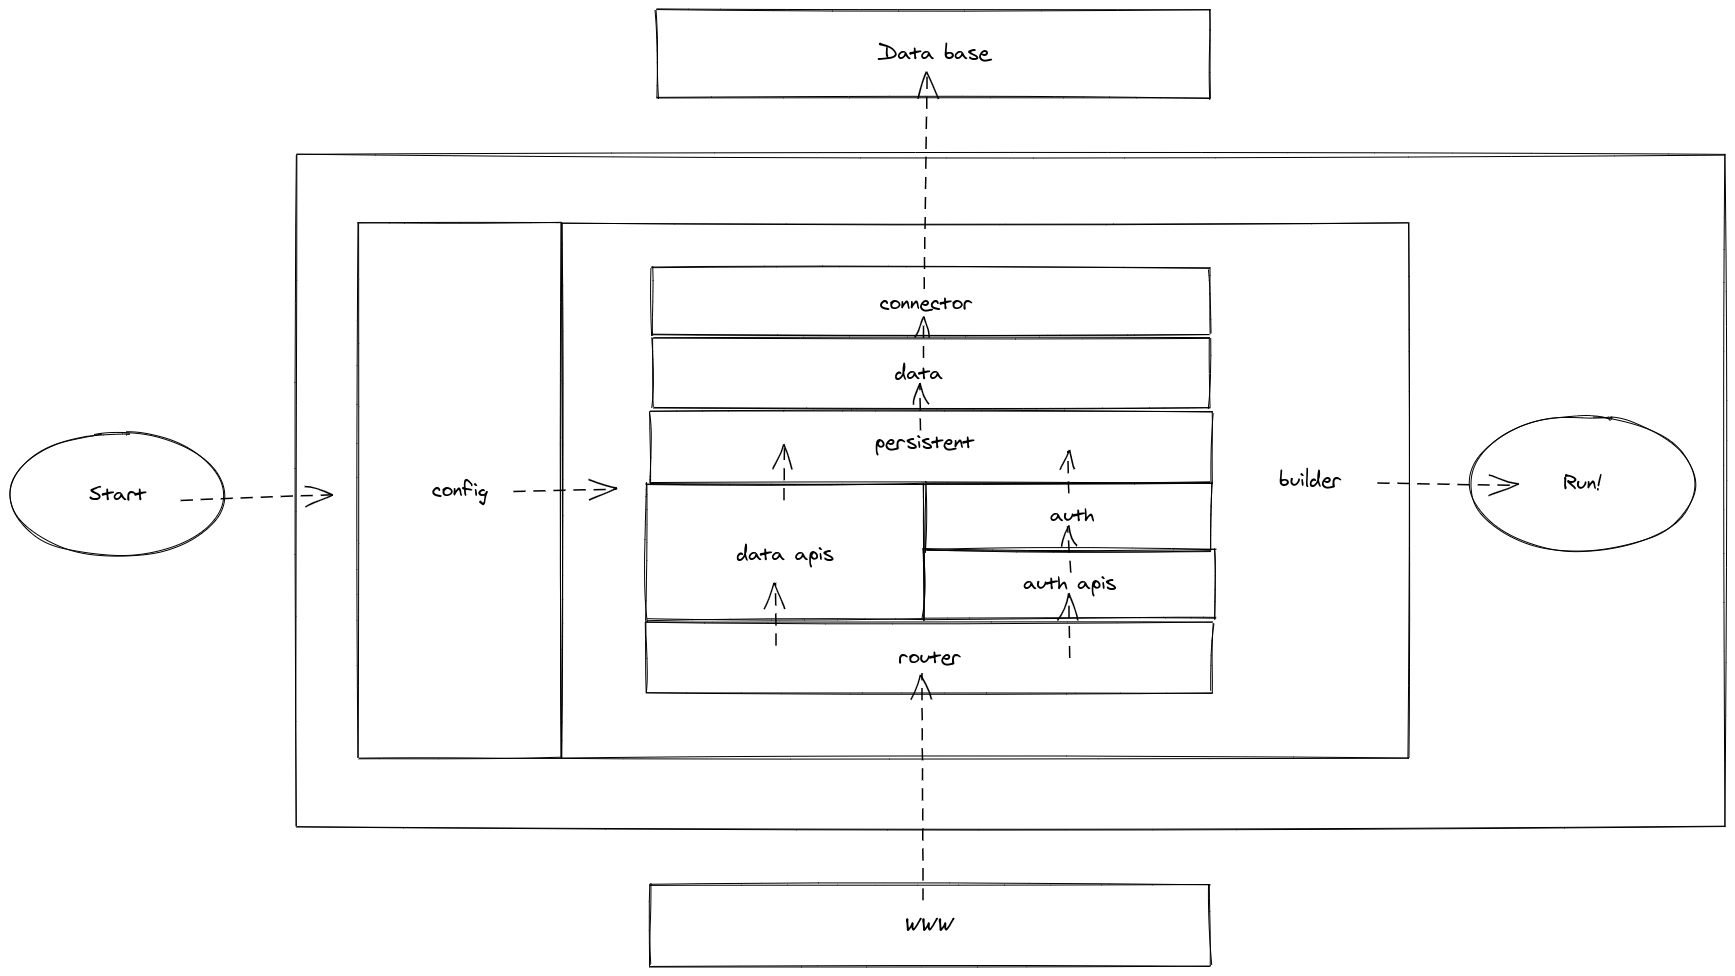 Data base
connector
data
persistent
Start
config
auth
data apis
auth apis
router
builder
Run!
WWW